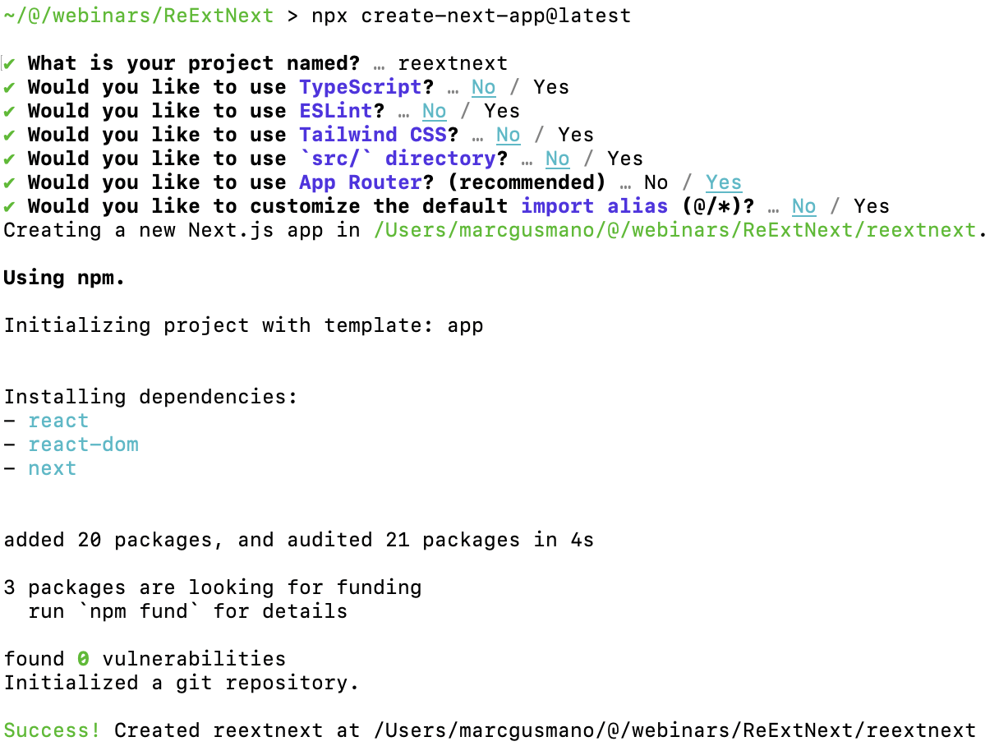 ~/@/webinars/ReExtNext > npx create-next-app@latest
✔ What is your project named? … reextnext
✔ Would you like to use TypeScript? … No / Yes
✔ Would you like to use ESLint? … No / Yes
✔ Would you like to use Tailwind CSS? … No / Yes
✔ Would you like to use `src/` directory? … No / Yes
✔ Would you like to use App Router? (recommended) … No / Yes
✔ Would you like to customize the default import alias (@/*)? … No / Yes
Creating a new Next.js app in /Users/marcgusmano/@/webinars/ReExtNext/reextnext.
Using npm.
Initializing project with template: app
Installing dependencies:
- react
- react-dom
- next
added 20 packages, and audited 21 packages in 4s
3 packages are looking for funding
  run `npm fund` for details
found 0 vulnerabilities
Initialized a git repository.
Success! Created reextnext at /Users/marcgusmano/@/webinars/ReExtNext/reextnext